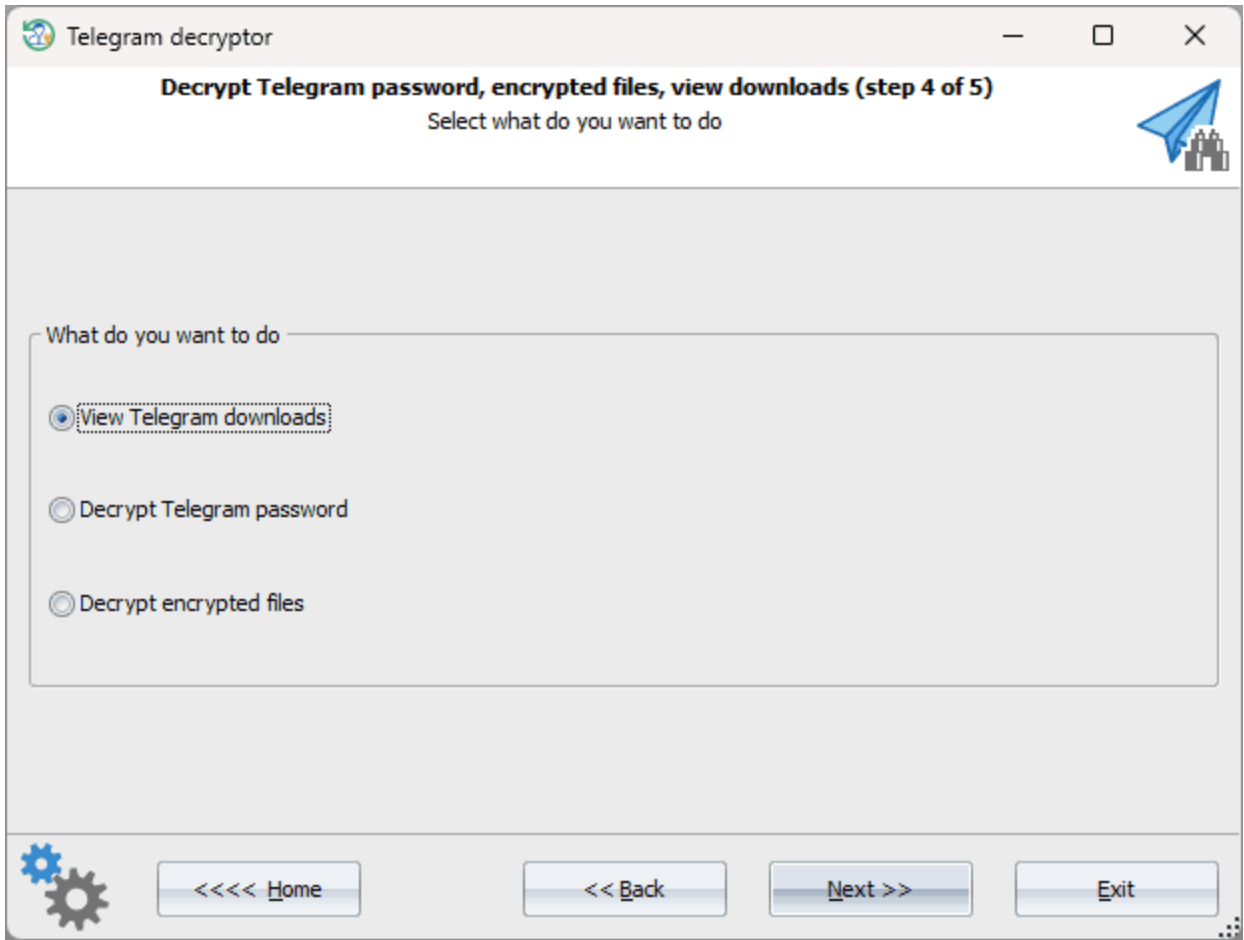 Telegram decryptor
Decrypt Telegram password, encrypted files, view downloads (step 4 of 5)
Select what do you want to do
What do you want to do
View Telegram downloads
Decrypt Telegram password
Decrypt encrypted files
<<<< Home
<< Back
Next >>
Exit